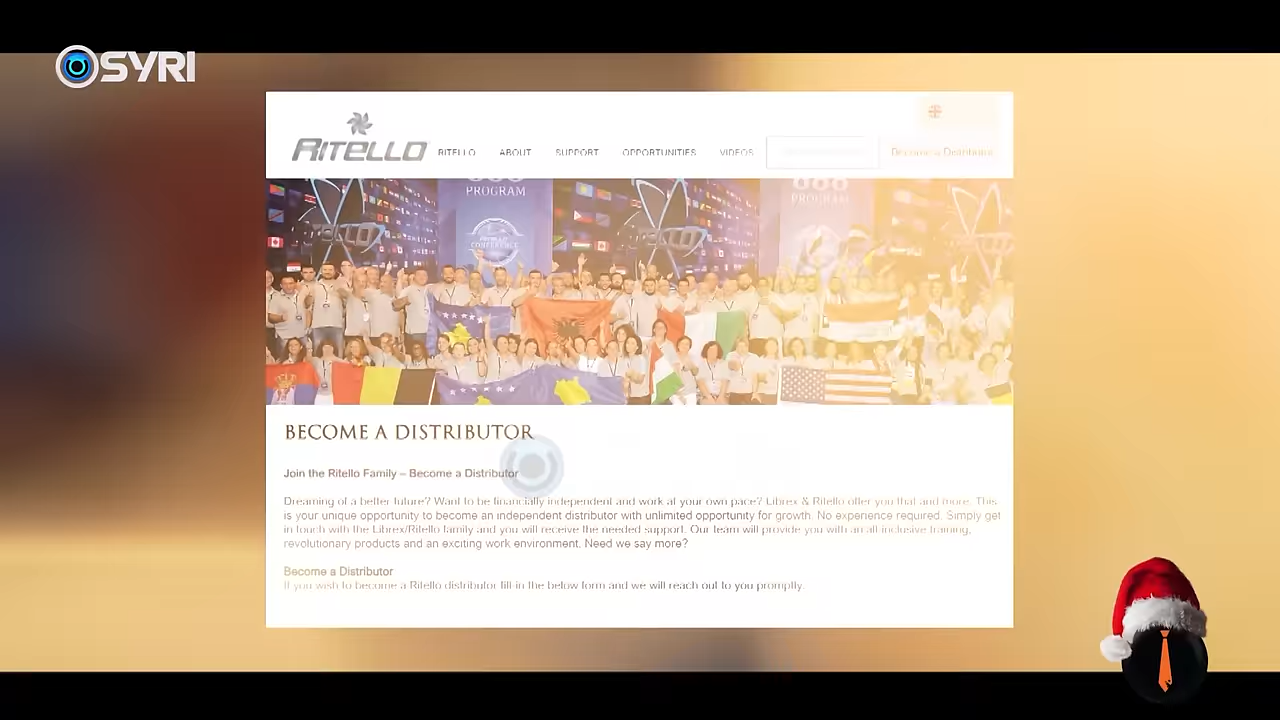 SYRI
RITELLO
RITELLO ABOUT SUPPORT OPPORTUNITIES VIDEOS Become a Distributor
PROGRAM
PROGRAM
CONFERENCE
BECOME A DISTRIBUTOR
Join the Ritello Family – Become a Distributor
Dreaming of a better future? Want to be financially independent and work at your own pace? Librex & Ritello offer you that and more. This
is your unique opportunity to become an independent distributor with unlimited opportunity for growth. No experience required. Simply get
in touch with the Librex/Ritello family and you will receive the needed support. Our team will provide you with an all-inclusive training,
revolutionary products and an exciting work environment. Need we say more?
Become a Distributor
If you wish to become a Ritello distributor fill-in the below form and we will reach out to you promptly.